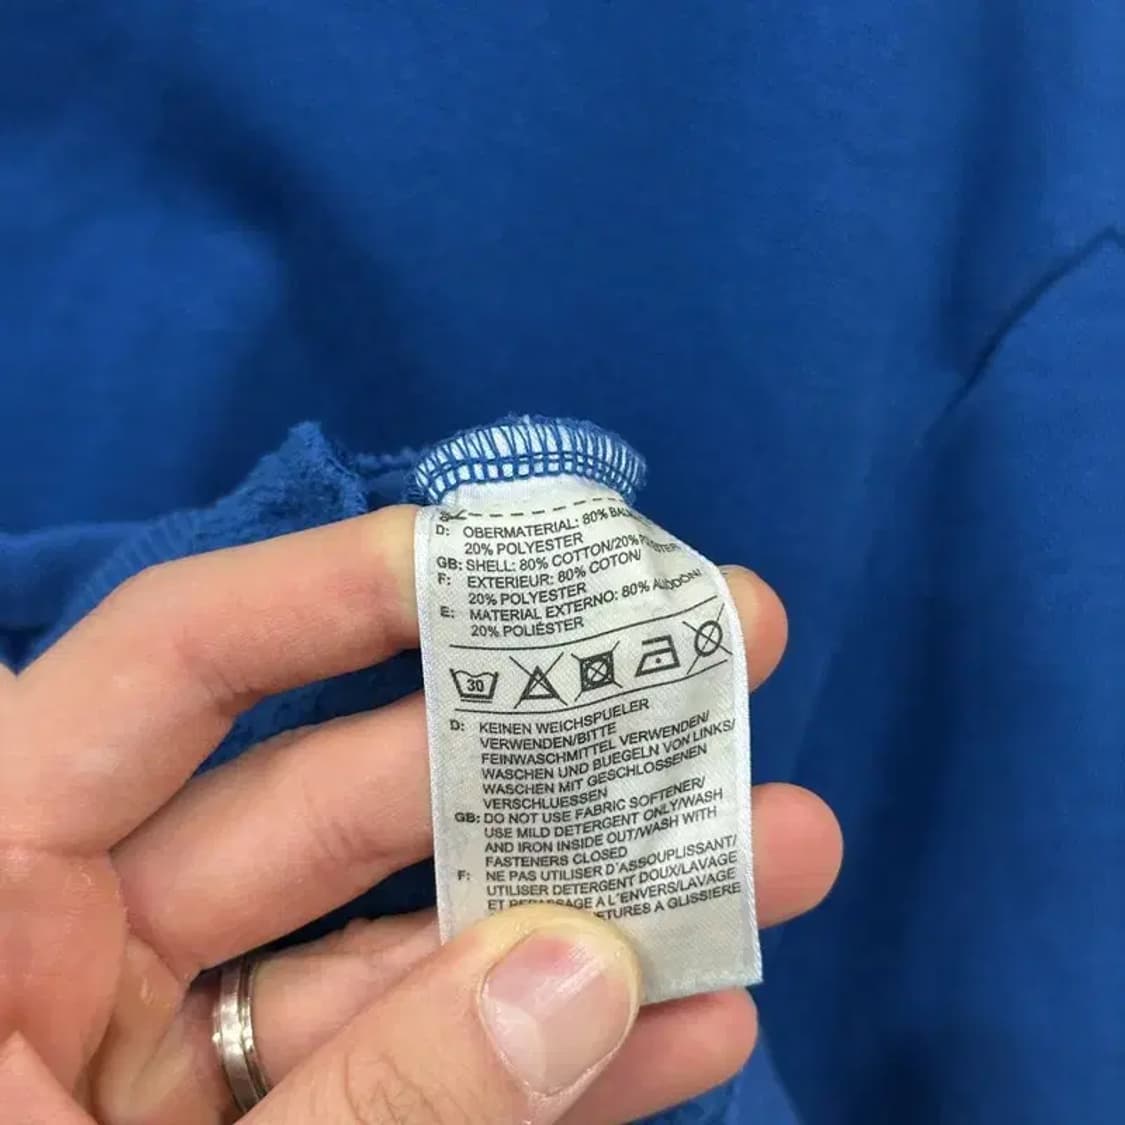 D: OBERMATERIAL: 80%
20% POLYESTER
GB: SHELL: 80% COTTON/20%
F: EXTERIEUR: 80% COTON/
20% POLYESTER
E: MATERIAL EXTERNO: 80% ALGODON/
20% POLIÉSTER
30
D: KEINEN WEICHSPUELER
VERWENDEN/BITTE
FEINWASCHMITTEL VERWENDEN/
WASCHEN UND BUEGELN VON LINKS/
WASCHEN MIT GESCHLOSSENEN
VERSCHLUESSEN
GB: DO NOT USE FABRIC SOFTENER/
USE MILD DETERGENT ONLY/WASH
AND IRON INSIDE OUT/WASH WITH
FASTENERS CLOSED
F: NE PAS UTILISER D'ASSOUPLISSANT/
UTILISER DETERGENT DOUX/LAVAGE
ET REPASSAGE A L'ENVERS/LAVAGE
A GLISSIERE